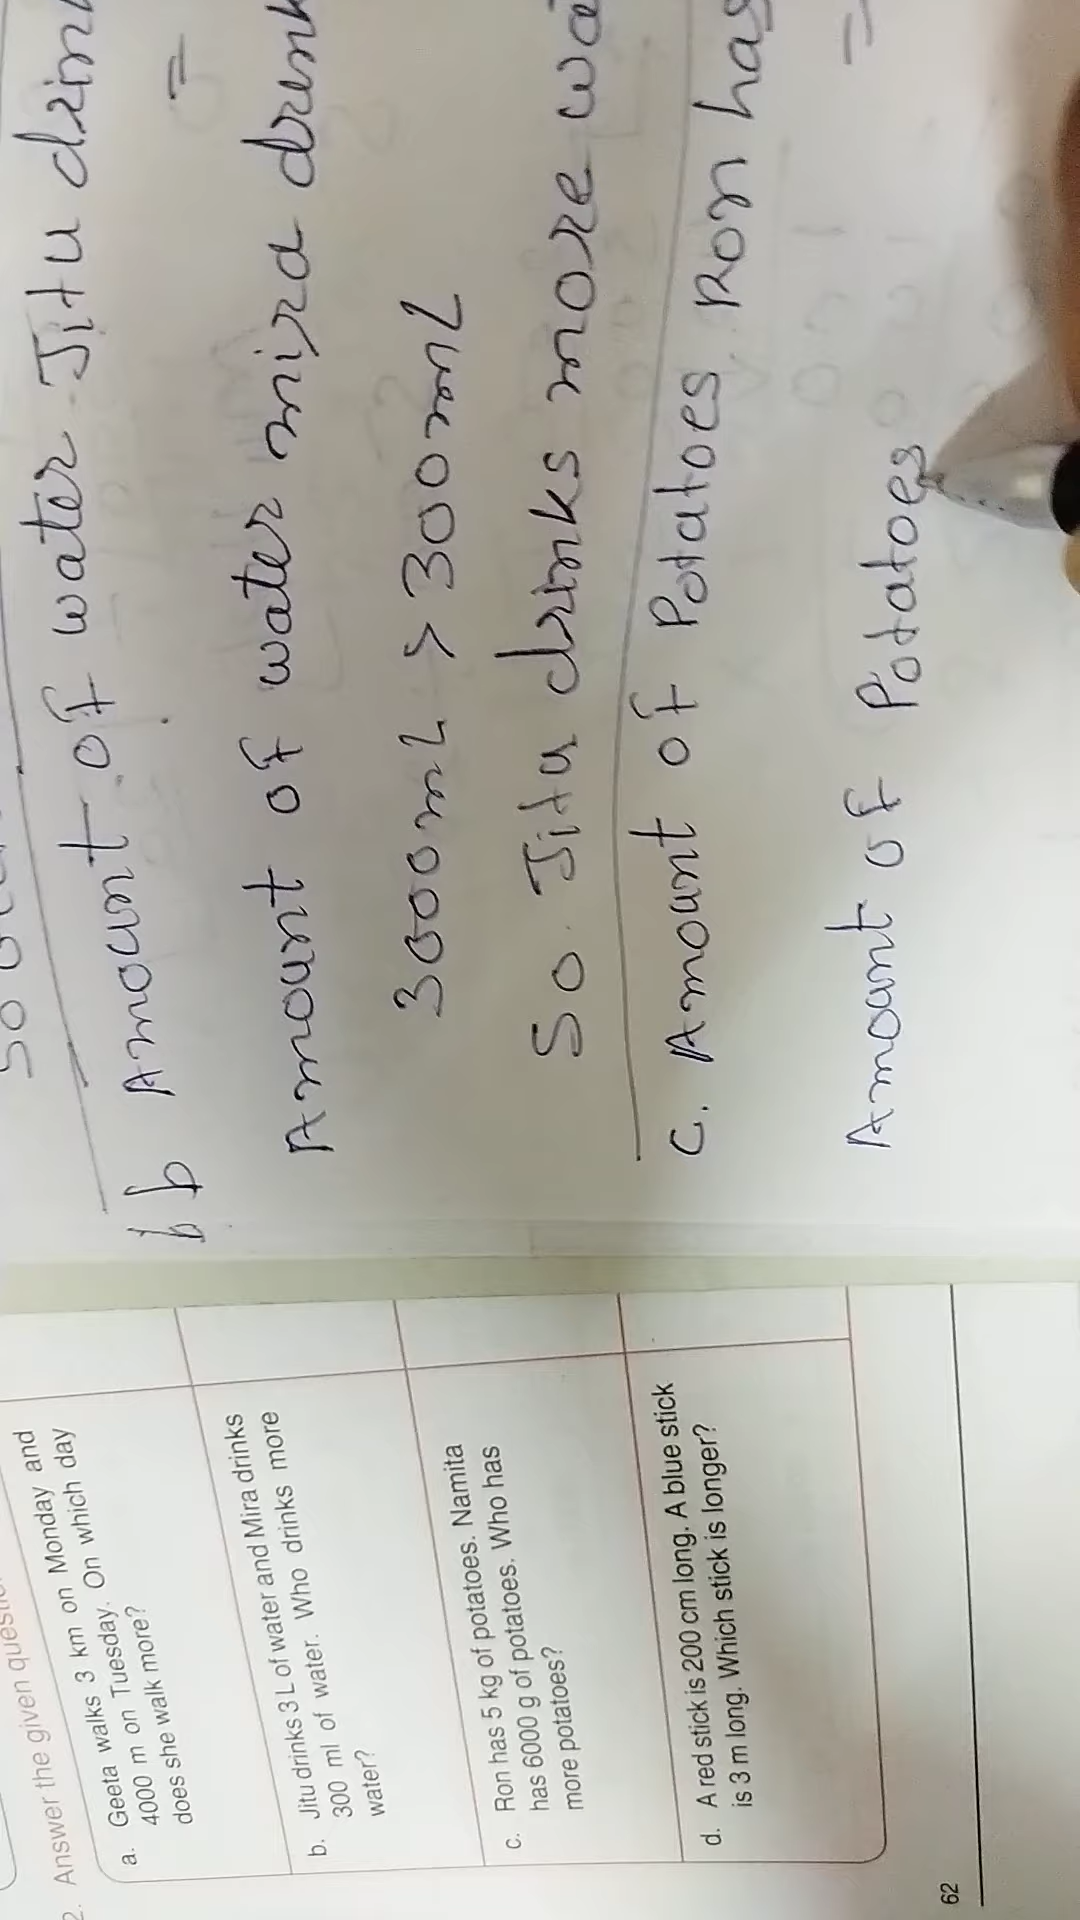 2. Answer the given
a. Geeta walks 3 km on Monday and
4000 m on Tuesday. On which day
does she walk more?
b. Jitu drinks 3 L of water and Mira drinks
300 ml of water. Who drinks more
water?
c. Ron has 5 kg of potatoes. Namita
has 6000 g of potatoes. Who has
more potatoes?
d. A red stick is 200 cm long. A blue stick
is 3 m long. Which stick is longer?
62
So
b Amount of water Jitu
=
Amount of water mira
3000mL > 300mL
So. Jitu drinks more
C. Amount of Potatoes Ron has
=
Amount of Potatoes